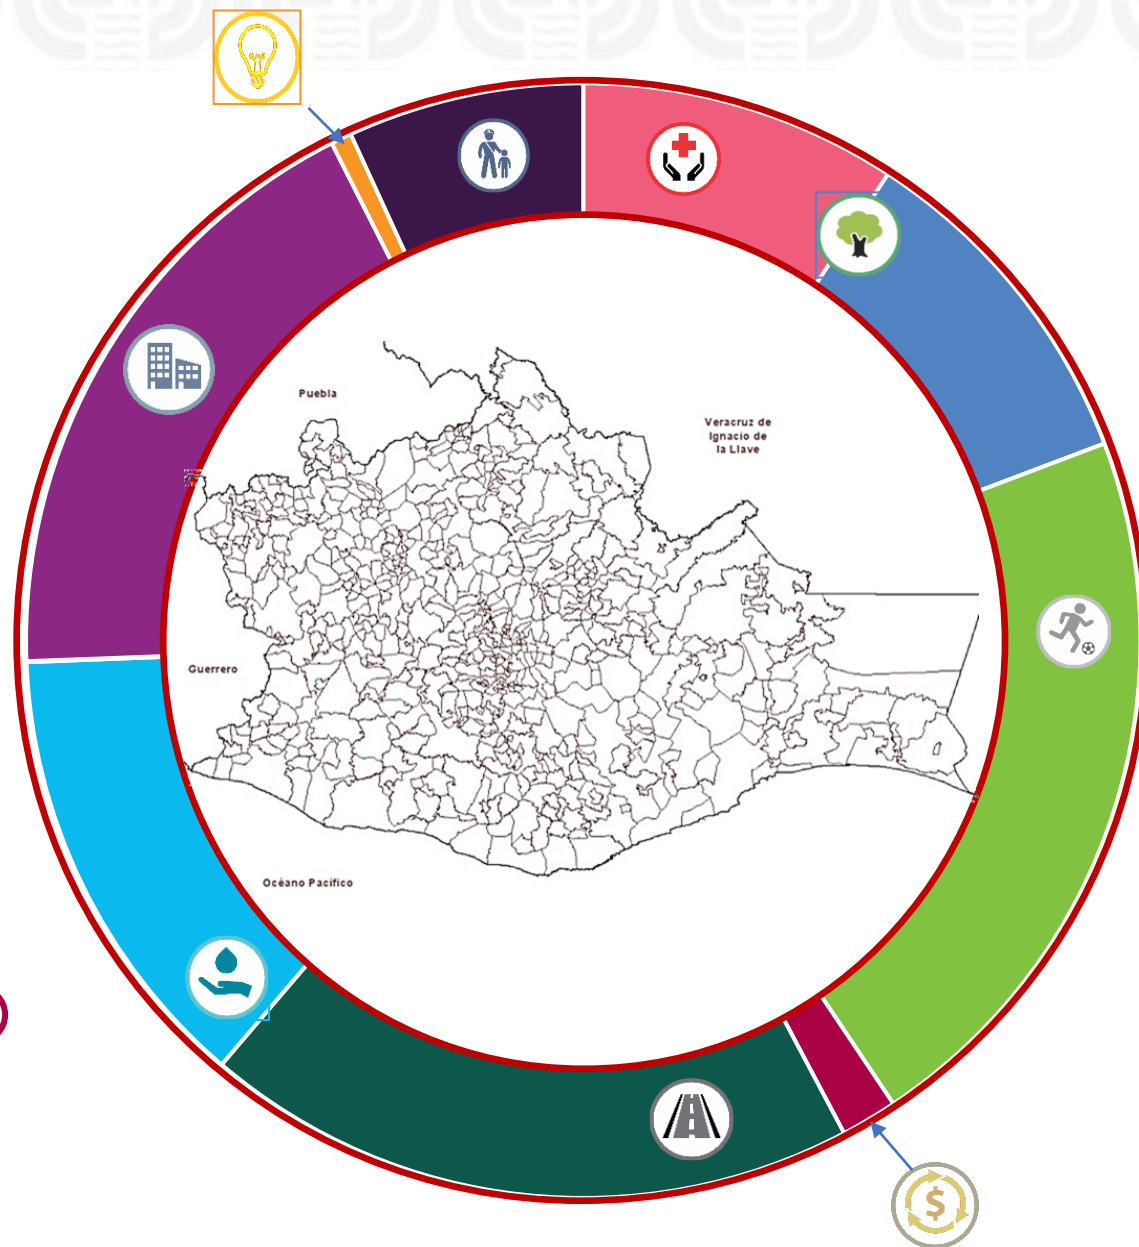 Puebla
Veracruz de
Ignacio de
la Llave
Guerrero
Océano Pacífico
$